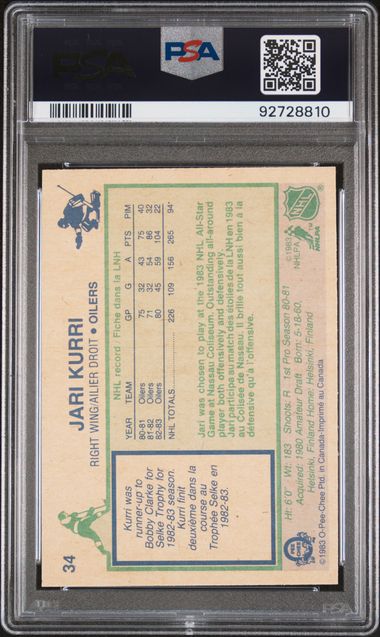 PSA
PSA
92728810
34
JARI KURRI
RIGHT WING/AILIER DROIT • OILERS
Kurri was
runner-up to
Bobby Clarke for
Selke Trophy for
1982-83 season.
Kurri finit
deuxième dans la
course au
Trophée Selke en
1982-83.
NHL record Fiche dans la LNH
YEAR TEAM GP G A PTS PIM
80-81 Oilers 75 32 43 75 40
81-82 Oilers 71 32 54 86 32
82-83 Oilers 80 45 59 104 22
NHL TOTALS 226 109 156 265 94
Jari was chosen to play at the 1983 NHL All-Star
Game at Nassau Coliseum. Outstanding all-around
player both offensively and defensively.
Jari participa au match des étoiles de la LNH en 1983
au Colisée de Nassau. Il brille tout aussi bien à la
défensive qu'à l'offensive.
Ht: 6'0" Wt: 183 Shoots: R 1st Pro Season 80-81
Acquired: 1980 Amateur Draft Born: 5-18-60,
Helsinki, Finland Home: Helsinki, Finland
©1983 O-Pee-Chee Ptd. in Canada/Imprimé au Canada
O PEE CHEE
©1983
NHLPA
NHL